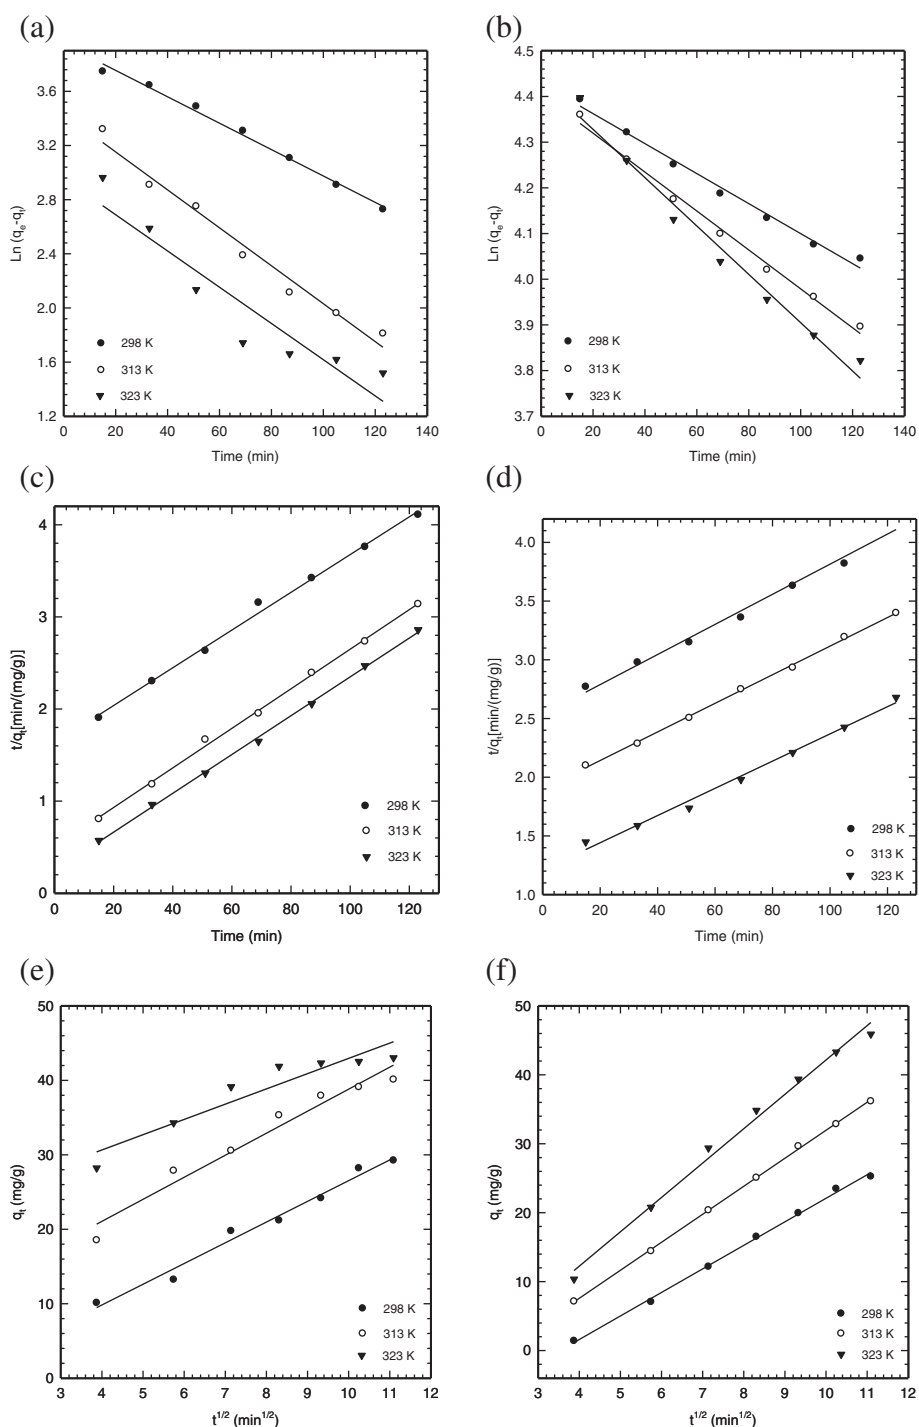 (a)
3.6
3.2
2.8
2.4
2.0
1.6
1.2
Ln (qe-qt)
298 K
313 K
323 K
0 20 40 60 80 100 120 140
Time (min)
(b)
4.5
4.4
4.3
4.2
4.1
4.0
3.9
3.8
3.7
Ln (qe-qt)
298 K
313 K
323 K
0 20 40 60 80 100 120 140
Time (min)
(c)
4
3
2
1
0
t/qt[min/(mg/g)]
298 K
313 K
323 K
0 20 40 60 80 100 120
Time (min)
(d)
4.0
3.5
3.0
2.5
2.0
1.5
1.0
t/qt[min/(mg/g)]
298 K
313 K
323 K
0 20 40 60 80 100 120
Time (min)
(e)
50
40
30
20
10
0
qt (mg/g)
298 K
313 K
323 K
3 4 5 6 7 8 9 10 11 12
t1/2 (min1/2)
(f)
50
40
30
20
10
0
qt (mg/g)
298 K
313 K
323 K
3 4 5 6 7 8 9 10 11 12
t1/2 (min1/2)